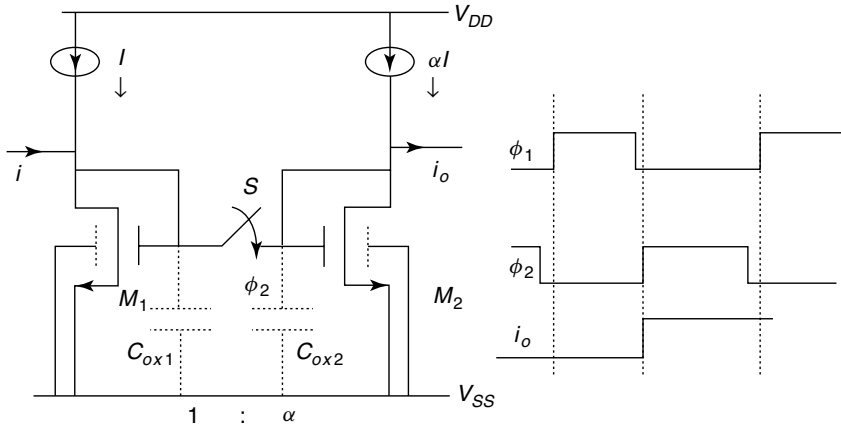 V_DD
I
αI
↓
↓
i
i_o
S
ϕ_1
ϕ_2
i_o
M_1
ϕ_2
M_2
C_ox1
C_ox2
V_SS
1 : α